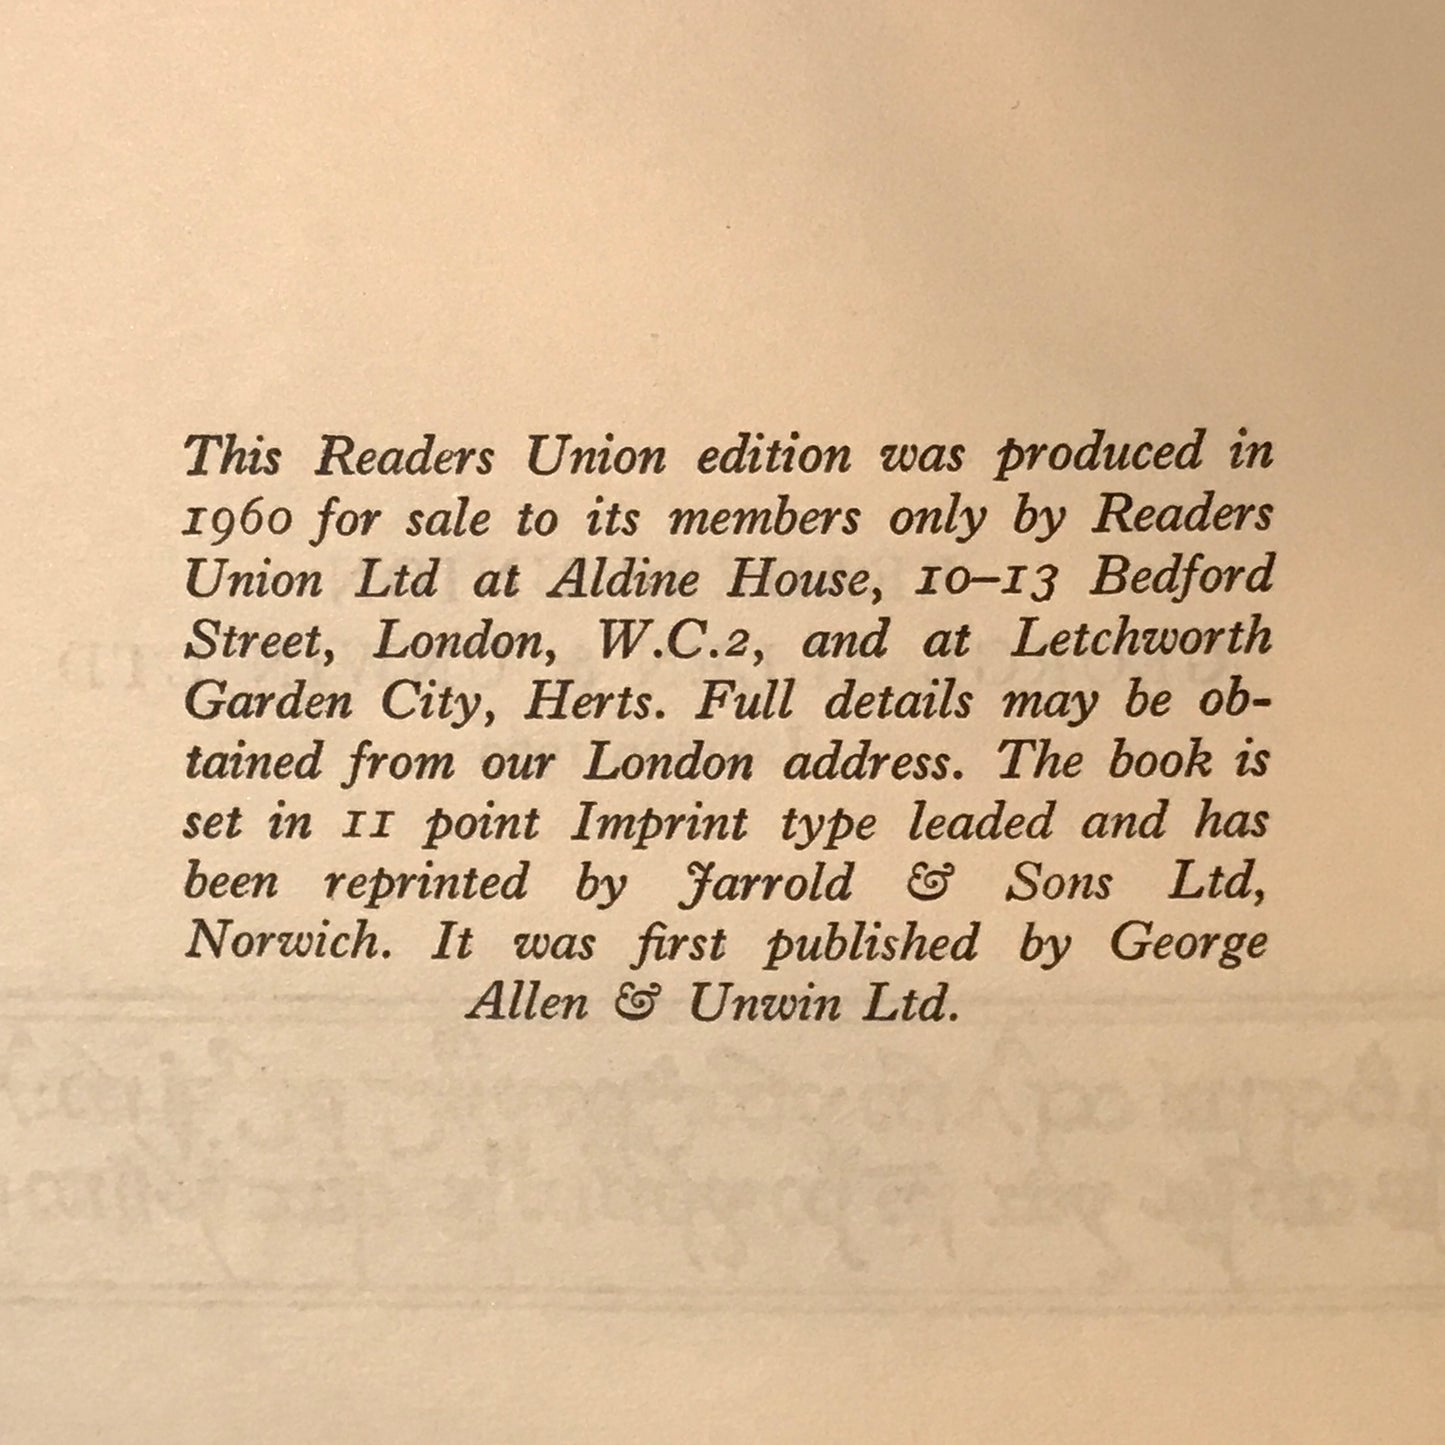 This Readers Union edition was produced in
1960 for sale to its members only by Readers
Union Ltd at Aldine House, 10–13 Bedford
Street, London, W.C.2, and at Letchworth
Garden City, Herts. Full details may be ob-
tained from our London address. The book is
set in 11 point Imprint type leaded and has
been reprinted by Jarrold & Sons Ltd,
Norwich. It was first published by George
Allen & Unwin Ltd.